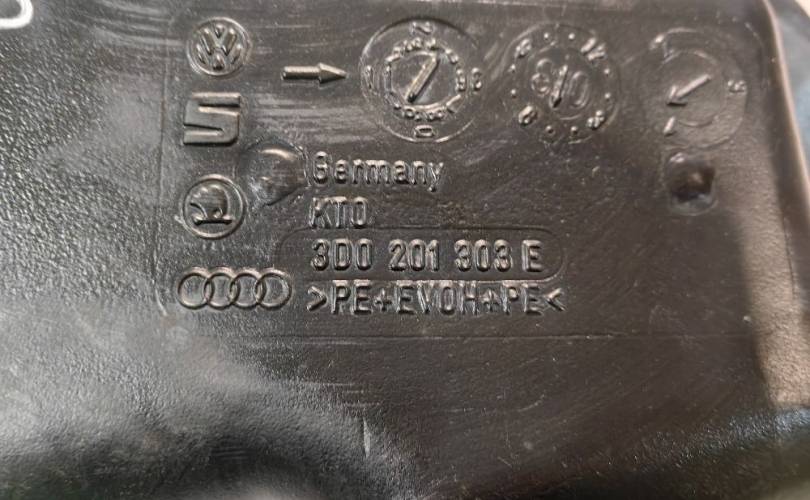 Germany
KTO
3D0 201 303 E
>PE+EVOH+PE<